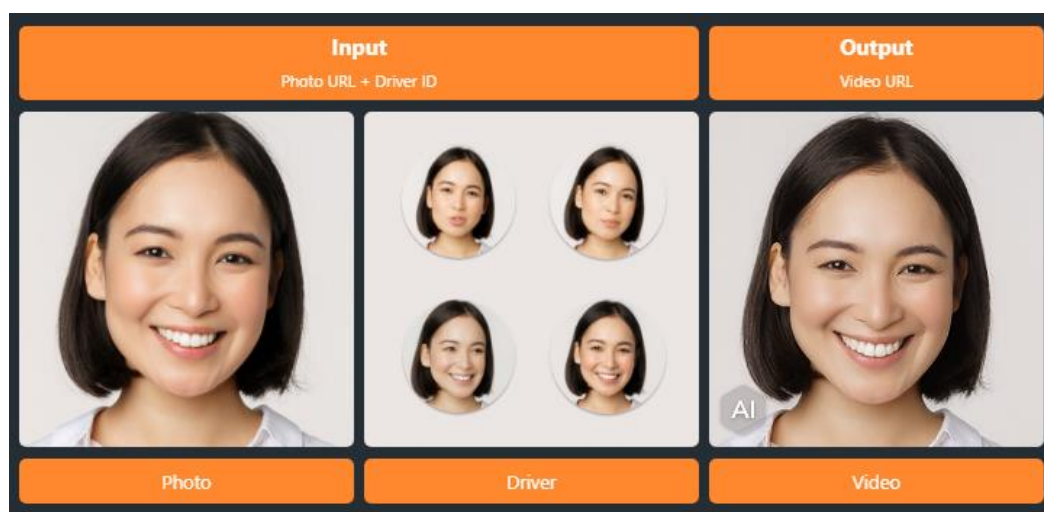 Input
Photo URL + Driver ID
Output
Video URL
AI
Photo
Driver
Video